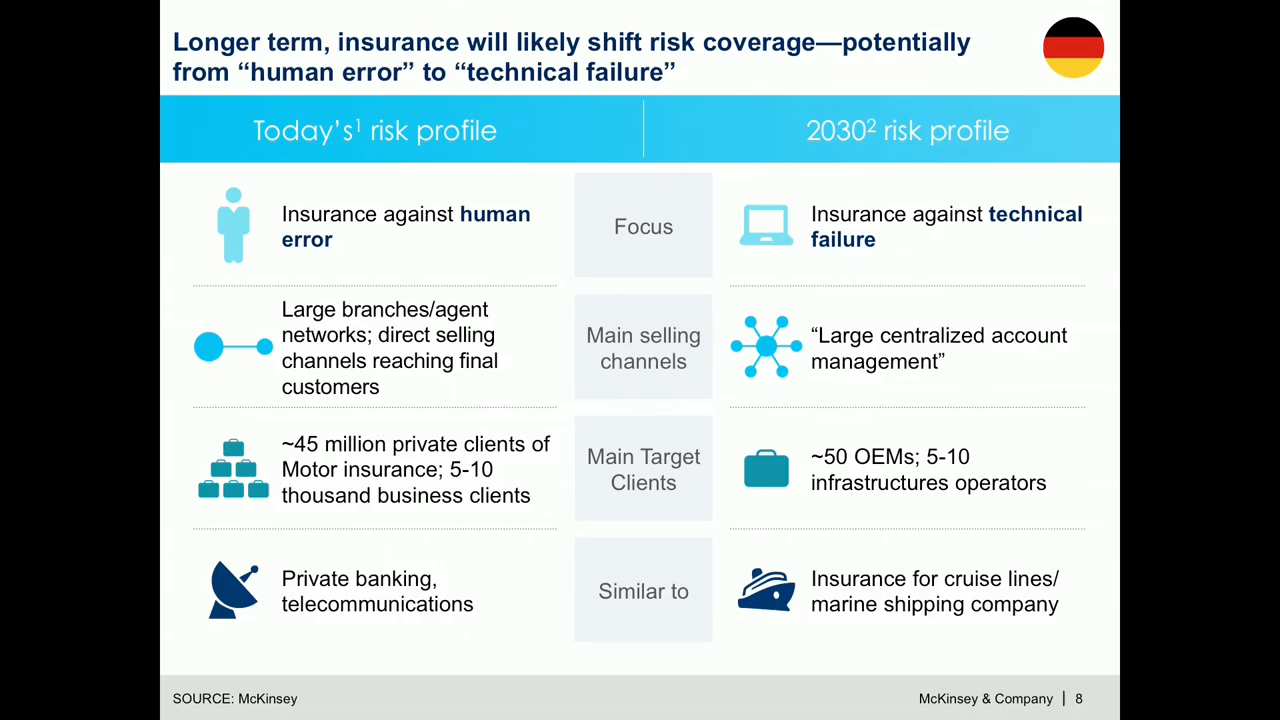 Longer term, insurance will likely shift risk coverage—potentially
from “human error” to “technical failure”
Today’s¹ risk profile
2030² risk profile
Insurance against human
error
Focus
Insurance against technical
failure
Large branches/agent
networks; direct selling
channels reaching final
customers
Main selling
channels
“Large centralized account
management”
~45 million private clients of
Motor insurance; 5-10
thousand business clients
Main Target
Clients
~50 OEMs; 5-10
infrastructures operators
Private banking,
telecommunications
Similar to
Insurance for cruise lines/
marine shipping company
SOURCE: McKinsey
McKinsey & Company | 8